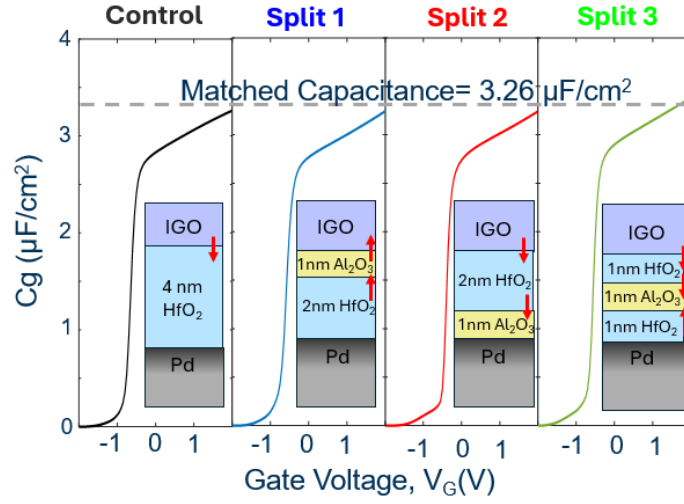 Control
Split 1
Split 2
Split 3
Matched Capacitance= 3.26 µF/cm²
Cg (µF/cm²)
4
3
2
1
0
IGO
4 nm
HfO₂
Pd
IGO
1nm Al₂O₃
2nm HfO₂
Pd
IGO
2nm HfO₂
1nm Al₂O₃
Pd
IGO
1nm HfO₂
1nm Al₂O₃
1nm HfO₂
Pd
-1 0 1
-1 0 1
-1 0 1
-1 0 1
Gate Voltage, V_G(V)